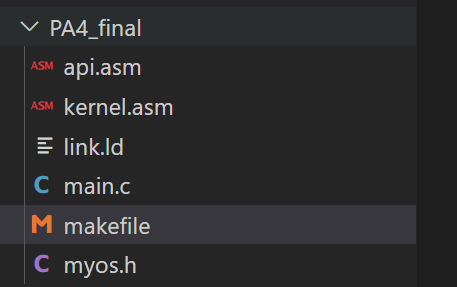 PA4_final
ASM api.asm
ASM kernel.asm
link.ld
C main.c
M makefile
C myos.h